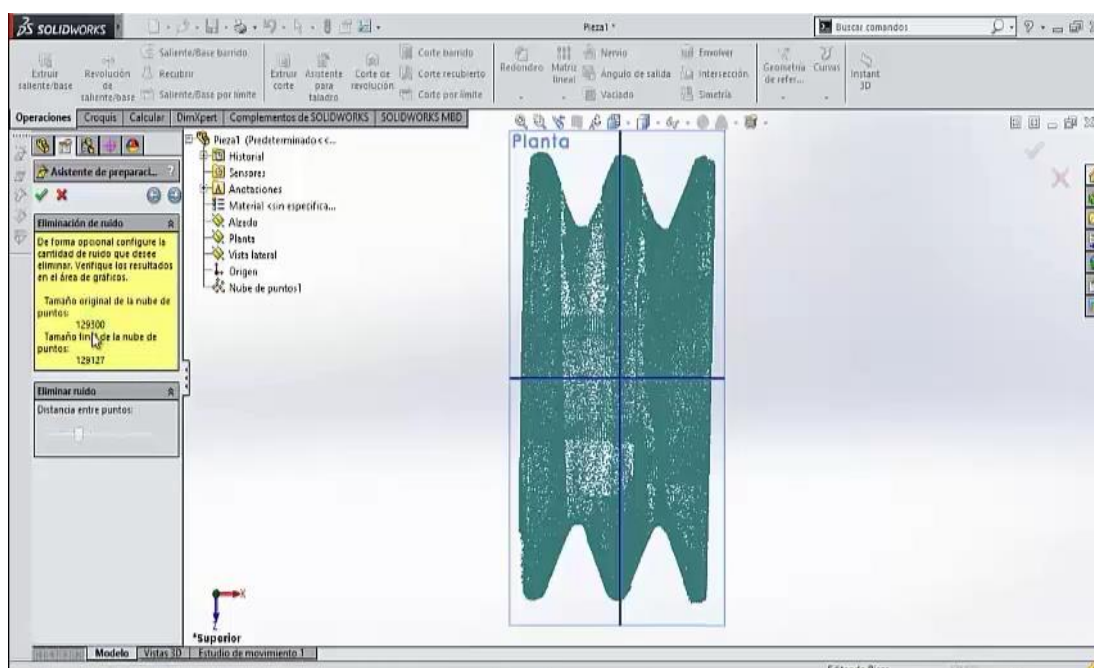 SOLIDWORKS
Pieza1 *
Buscar comandos
Extruir saliente/base
Revolución de saliente/base
Saliente/Base barrido
Recubrir
Saliente/Base por límite
Extruir corte
Asistente para taladro
Corte de revolución
Corte barrido
Corte recubierto
Corte por límite
Redondeo
Matriz lineal
Nervio
Ángulo de salida
Vaciado
Envolver
Intersección
Simetría
Geometría de refer...
Curvas
Instant 3D
Operaciones
Croquis
Calcular
DimXpert
Complementos de SOLIDWORKS
SOLIDWORKS MBD
Asistente de preparaci...
?
Eliminación de ruido
De forma opcional configure la
cantidad de ruido que desee
eliminar. Verifique los resultados
en el área de gráficos.
Tamaño original de la nube de
puntos:
129300
Tamaño de la nube de
puntos:
129127
Eliminar ruido
Distancia entre puntos:
Pieza1 (Predeterminado<<...
Historial
Sensores
Anotaciones
Material <sin especifica...
Alzado
Planta
Vista lateral
Origen
Nube de puntos1
Planta
X
Z
*Superior
Modelo
Vistas 3D
Estudio de movimiento 1